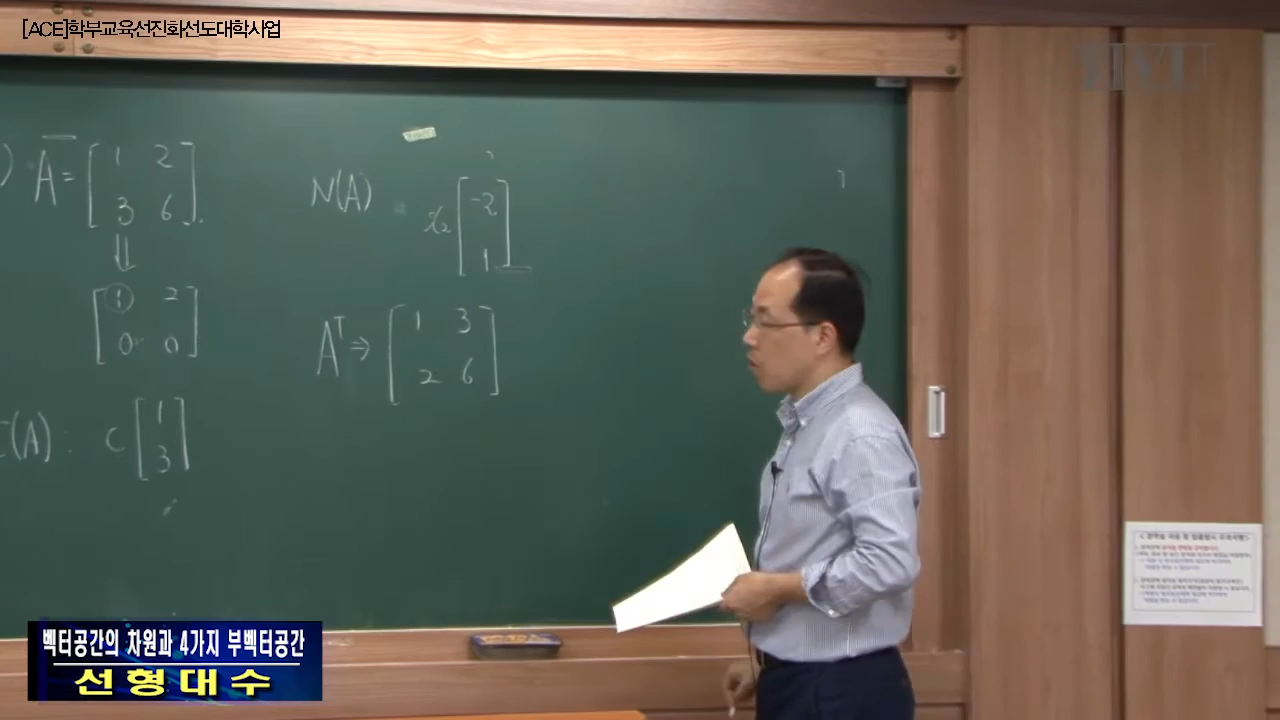 [ACE]학부교육선진화선도대학사업
YTVU
) A = [ 1 2
3 6 ]
⇓
[ 1 2
0 0 ]
C(A) : C [ 1
3 ]
N(A) x₂ [ -2
1 ]
Aᵀ ⇒ [ 1 3
2 6 ]
벡터공간의 차원과 4가지 부벡터공간
선형대수